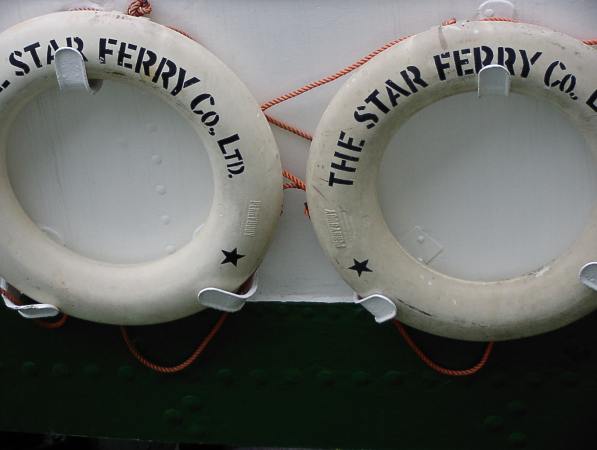 STAR FERRY CO., LTD.
THE STAR FERRY CO.